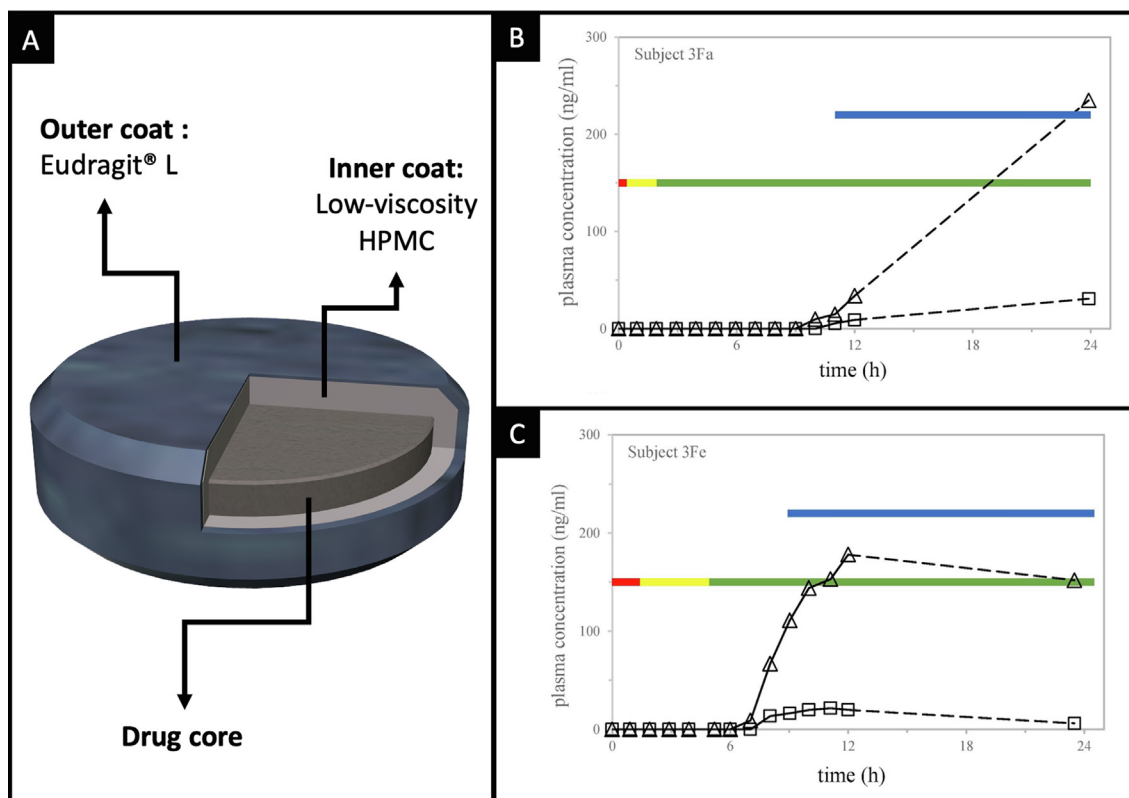 A
Outer coat :
Eudragit® L
Inner coat:
Low-viscosity
HPMC
Drug core
B
Subject 3Fa
plasma concentration (ng/ml)
300
200
100
0
0
6
12
18
24
time (h)
C
Subject 3Fe
plasma concentration (ng/ml)
300
200
100
0
0
6
12
18
24
time (h)